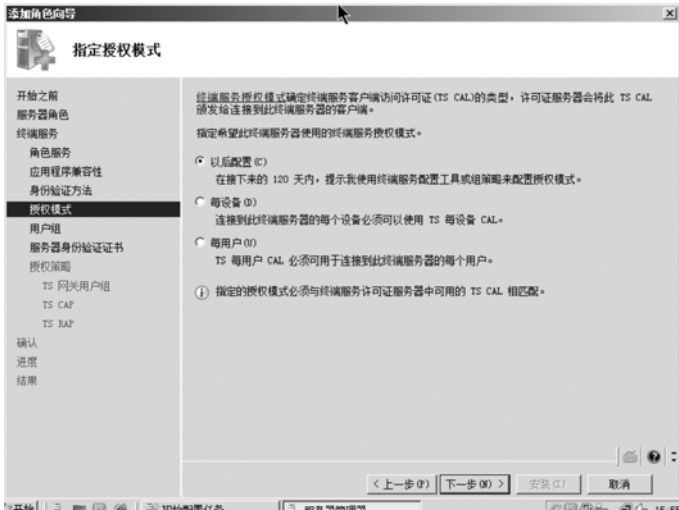 添加角色向导
指定授权模式
开始之前
服务器角色
终端服务
角色服务
应用程序兼容性
身份验证方法
授权模式
用户组
服务器身份验证证书
授权策略
TS 网关用户组
TS CAP
TS RAP
确认
进度
结果
终端服务授权模式确定终端服务客户端访问许可证(TS CAL)的类型，许可证服务器会将此 TS CAL
颁发给连接到此终端服务器的客户端。
指定希望此终端服务器使用的终端服务授权模式。
以后配置(C)
在接下来的 120 天内，提示我使用终端服务配置工具或组策略来配置授权模式。
每设备(D)
连接到此终端服务器的每个设备必须可以使用 TS 每设备 CAL。
每用户(U)
TS 每用户 CAL 必须可用于连接到此终端服务器的每个用户。
指定的授权模式必须与终端服务许可证服务器中可用的 TS CAL 相匹配。
<上一步(P)
下一步(N)>
安装(I)
取消
开始
初始配置任务
服务器管理器
15:55